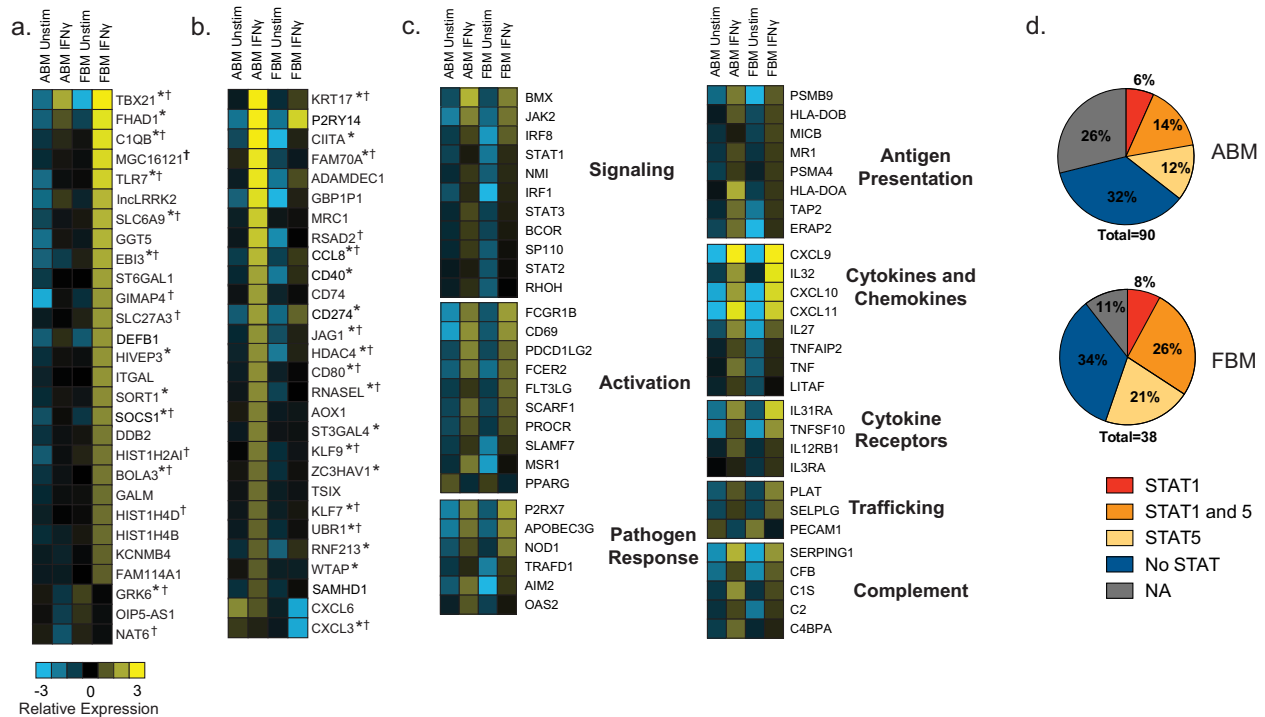 a.
ABM Unstim
ABM IFNγ
FBM Unstim
FBM IFNγ
TBX21*†
FHAD1*
C1QB*†
MGC16121†
TLR7*†
lncLRRK2
SLC6A9*†
GGT5
EBI3*†
ST6GAL1
GIMAP4†
SLC27A3†
DEFB1
HIVEP3*
ITGAL
SORT1*
SOCS1*†
DDB2
HIST1H2AI†
BOLA3*†
GALM
HIST1H4D†
HIST1H4B
KCNMB4
FAM114A1
GRK6*†
OIP5-AS1
NAT6†
-3 0 3
Relative Expression
b.
ABM Unstim
ABM IFNγ
FBM Unstim
FBM IFNγ
KRT17*†
P2RY14
CIITA*
FAM70A*†
ADAMDEC1
GBP1P1
MRC1
RSAD2†
CCL8*†
CD40*
CD74
CD274*
JAG1*†
HDAC4*†
CD80*†
RNASEL*†
AOX1
ST3GAL4*
KLF9*†
ZC3HAV1*
TSIX
KLF7*†
UBR1*†
RNF213*
WTAP*
SAMHD1
CXCL6
CXCL3*†
c.
ABM Unstim
ABM IFNγ
FBM Unstim
FBM IFNγ
BMX
JAK2
IRF8
STAT1
NMI
IRF1
STAT3
BCOR
SP110
STAT2
RHOH
Signaling
FCGR1B
CD69
PDCD1LG2
FCER2
FLT3LG
SCARF1
PROCR
SLAMF7
MSR1
PPARG
Activation
P2RX7
APOBEC3G
NOD1
TRAFD1
AIM2
OAS2
Pathogen
Response
ABM Unstim
ABM IFNγ
FBM Unstim
FBM IFNγ
PSMB9
HLA-DOB
MICB
MR1
PSMA4
HLA-DOA
TAP2
ERAP2
Antigen
Presentation
CXCL9
IL32
CXCL10
CXCL11
IL27
TNFAIP2
TNF
LITAF
Cytokines and
Chemokines
IL31RA
TNFSF10
IL12RB1
IL3RA
Cytokine
Receptors
PLAT
SELPLG
PECAM1
Trafficking
SERPING1
CFB
C1S
C2
C4BPA
Complement
d.
6%
14%
12%
32%
26%
ABM
Total=90
8%
26%
21%
34%
11%
FBM
Total=38
STAT1
STAT1 and 5
STAT5
No STAT
NA